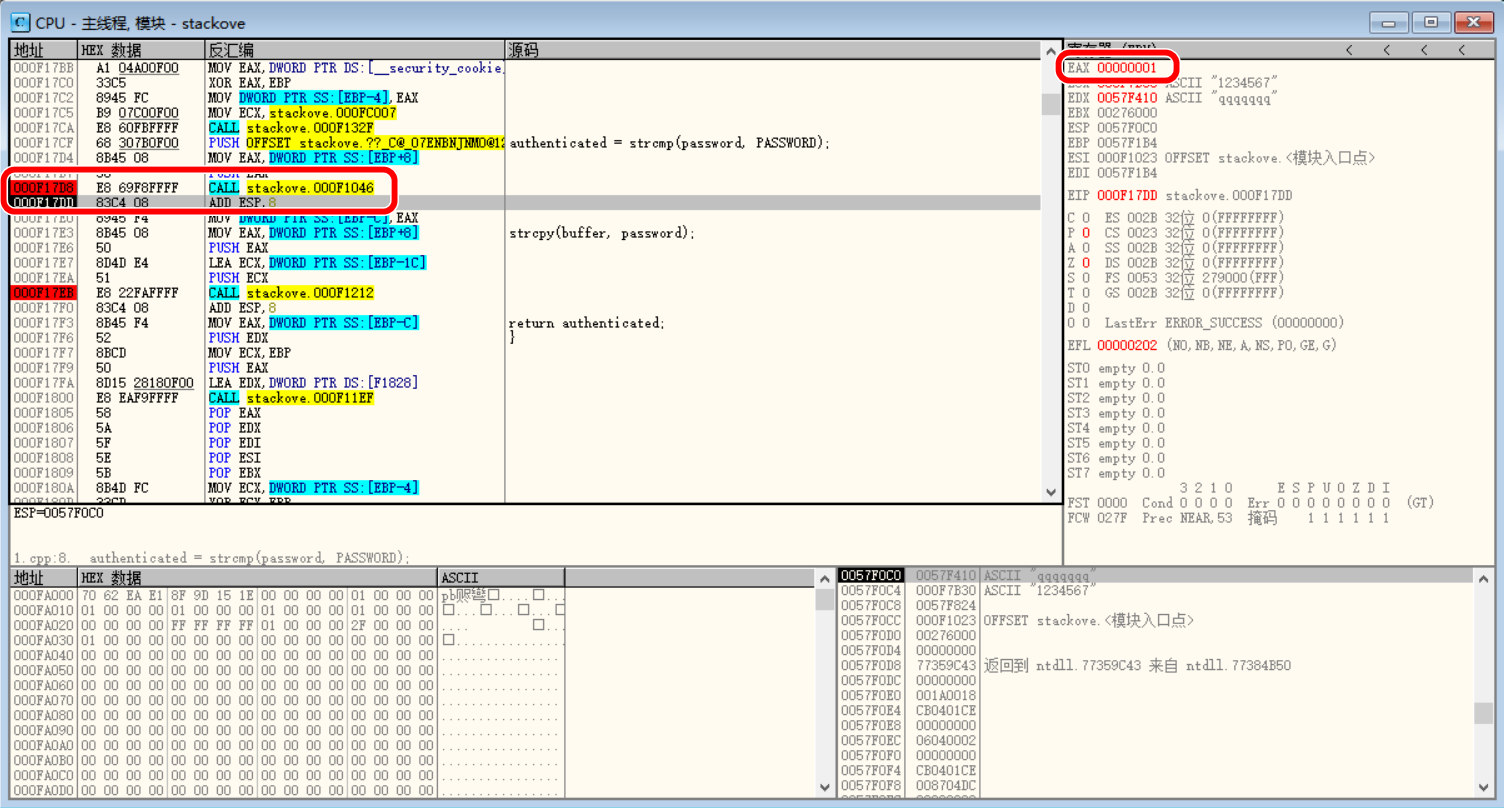 CPU - 主线程, 模块 - stackove
地址 HEX 数据 反汇编 源码
000F17BB A1 04A00F00 MOV EAX,DWORD PTR DS:[__security_cookie
000F17C0 33C5 XOR EAX,EBP
000F17C2 8945 FC MOV DWORD PTR SS:[EBP-4],EAX
000F17C5 B9 07C00F00 MOV ECX,stackove.000FC007
000F17CA E8 60FBFFFF CALL stackove.000F132F
000F17CF 68 307B0F00 PUSH OFFSET stackove.??_C@_07ENBNJNMO@12 authenticated = strcmp(password, PASSWORD);
000F17D4 8B45 08 MOV EAX,DWORD PTR SS:[EBP+8]
000F17D8 E8 69F8FFFF CALL stackove.000F1046
000F17DD 83C4 08 ADD ESP,8
000F17E0 8945 F4 MOV DWORD PTR SS:[EBP-C],EAX
000F17E3 8B45 08 MOV EAX,DWORD PTR SS:[EBP+8] strcpy(buffer, password);
000F17E6 50 PUSH EAX
000F17E7 8D4D E4 LEA ECX,DWORD PTR SS:[EBP-1C]
000F17EA 51 PUSH ECX
000F17EB E8 22FAFFFF CALL stackove.000F1212
000F17F0 83C4 08 ADD ESP,8
000F17F3 8B45 F4 MOV EAX,DWORD PTR SS:[EBP-C] return authenticated;
000F17F6 52 PUSH EDX }
000F17F7 8BCD MOV ECX,EBP
000F17F9 50 PUSH EAX
000F17FA 8D15 28180F00 LEA EDX,DWORD PTR DS:[F1828]
000F1800 E8 EAF9FFFF CALL stackove.000F11EF
000F1805 58 POP EAX
000F1806 5A POP EDX
000F1807 5F POP EDI
000F1808 5E POP ESI
000F1809 5B POP EBX
000F180A 8B4D FC MOV ECX,DWORD PTR SS:[EBP-4]
ESP=0057F0C0
1.cpp:8. authenticated = strcmp(password, PASSWORD);
< < < <
EAX 00000001
ASCII "1234567"
EDX 0057F410 ASCII "qqqqqqq"
EBX 00276000
ESP 0057F0C0
EBP 0057F1B4
ESI 000F1023 OFFSET stackove.<模块入口点>
EDI 0057F1B4
EIP 000F17DD stackove.000F17DD
C 0 ES 002B 32位 0(FFFFFFFF)
P 0 CS 0023 32位 0(FFFFFFFF)
A 0 SS 002B 32位 0(FFFFFFFF)
Z 0 DS 002B 32位 0(FFFFFFFF)
S 0 FS 0053 32位 279000(FFF)
T 0 GS 002B 32位 0(FFFFFFFF)
D 0
O 0 LastErr ERROR_SUCCESS (00000000)
EFL 00000202 (NO,NB,NE,A,NS,PO,GE,G)
ST0 empty 0.0
ST1 empty 0.0
ST2 empty 0.0
ST3 empty 0.0
ST4 empty 0.0
ST5 empty 0.0
ST6 empty 0.0
ST7 empty 0.0
3 2 1 0 E S P U O Z D I
FST 0000 Cond 0 0 0 0 Err 0 0 0 0 0 0 0 0 (GT)
FCW 027F Prec NEAR,53 掩码 1 1 1 1 1 1
地址 HEX 数据 ASCII
000FA000 70 62 EA E1 8F 9D 15 1E 00 00 00 00 01 00 00 00
000FA010 01 00 00 00 01 00 00 00 01 00 00 00 01 00 00 00
000FA020 00 00 00 00 FF FF FF FF 01 00 00 00 2F 00 00 00
000FA030 01 00 00 00 00 00 00 00 00 00 00 00 00 00 00 00
000FA040 00 00 00 00 00 00 00 00 00 00 00 00 00 00 00 00 ................
000FA050 00 00 00 00 00 00 00 00 00 00 00 00 00 00 00 00 ................
000FA060 00 00 00 00 00 00 00 00 00 00 00 00 00 00 00 00 ................
000FA070 00 00 00 00 00 00 00 00 00 00 00 00 00 00 00 00 ................
000FA080 00 00 00 00 00 00 00 00 00 00 00 00 00 00 00 00 ................
000FA090 00 00 00 00 00 00 00 00 00 00 00 00 00 00 00 00 ................
000FA0A0 00 00 00 00 00 00 00 00 00 00 00 00 00 00 00 00 ................
000FA0B0 00 00 00 00 00 00 00 00 00 00 00 00 00 00 00 00 ................
000FA0C0 00 00 00 00 00 00 00 00 00 00 00 00 00 00 00 00 ................
000FA0D0 00 00 00 00 00 00 00 00 00 00 00 00 00 00 00 00 ................
0057F0C0 0057F410 ASCII "qqqqqqq"
0057F0C4 000F7B30 ASCII "1234567"
0057F0C8 0057F824
0057F0CC 000F1023 OFFSET stackove.<模块入口点>
0057F0D0 00276000
0057F0D4 00000000
0057F0D8 77359C43 返回到 ntdll.77359C43 来自 ntdll.77384B50
0057F0DC 00000000
0057F0E0 001A0018
0057F0E4 CB0401CE
0057F0E8 00000000
0057F0EC 06040002
0057F0F0 00000000
0057F0F4 CB0401CE
0057F0F8 008704DC